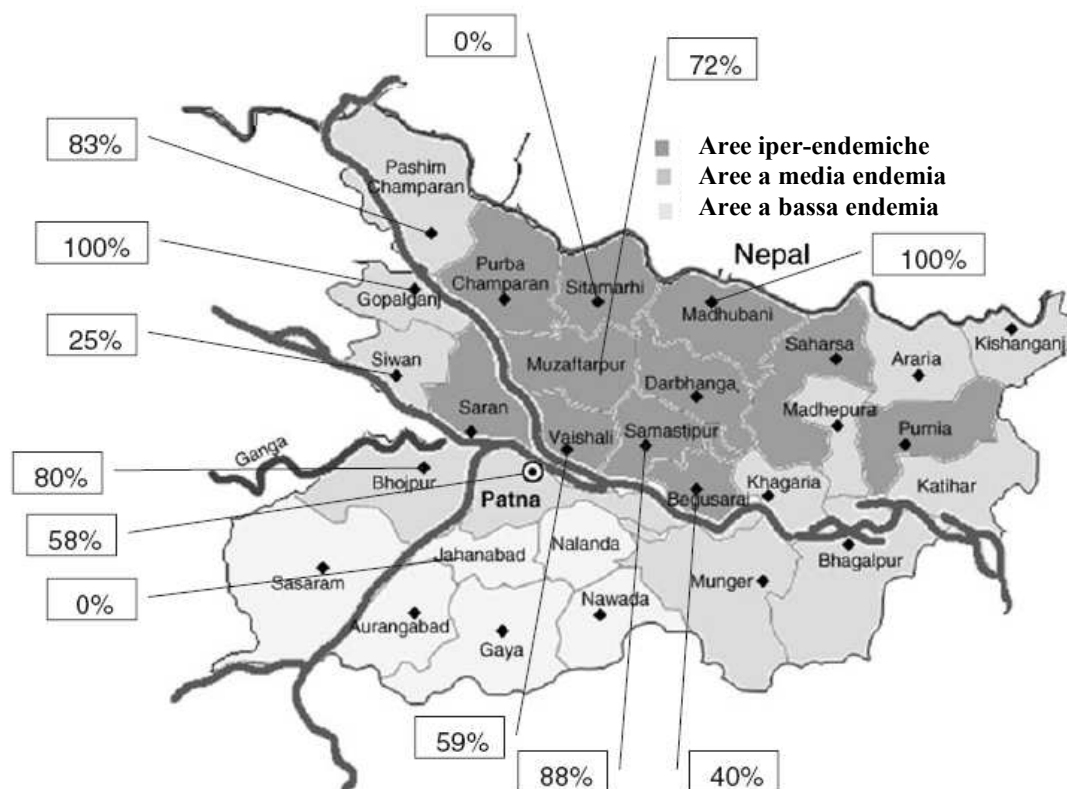 0%
72%
83%
Aree iper-endemiche
Aree a media endemia
Aree a bassa endemia
Pashim
Champaran
100%
Nepal
100%
Purba
Champaran
Sitamarhi
Gopalganj
Madhubani
25%
Siwan
Muzaftarpur
Saharsa
Araria
Kishanganj
Darbhanga
Saran
Madhepura
Vaishali
Samastipur
Purnia
Ganga
80%
Bhojpur
Patna
Begusarai
Khagaria
Katihar
58%
Jahanabad
Nalanda
Bhagalpur
Sasaram
Munger
0%
Nawada
Aurangabad
Gaya
59%
88%
40%